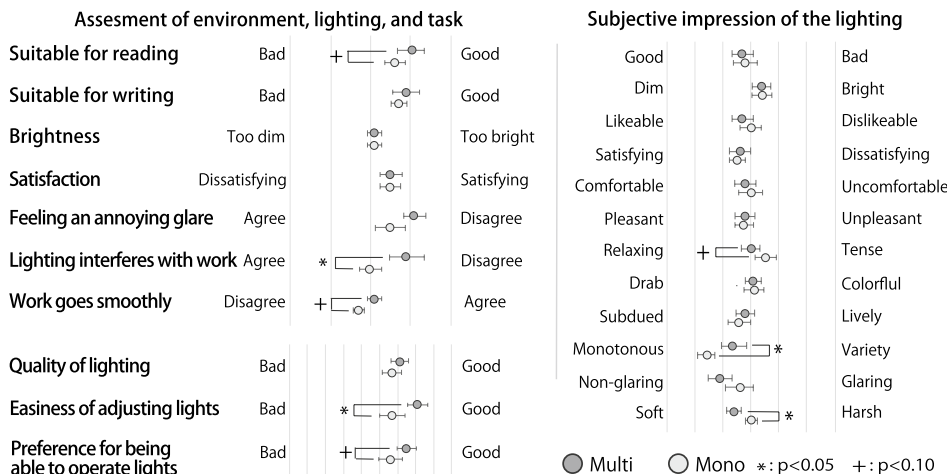 Assesment of environment, lighting, and task
Suitable for reading Bad + Good
Suitable for writing Bad Good
Brightness Too dim Too bright
Satisfaction Dissatisfying Satisfying
Feeling an annoying glare Agree Disagree
Lighting interferes with work Agree * Disagree
Work goes smoothly Disagree + Agree
Quality of lighting Bad Good
Easiness of adjusting lights Bad * Good
Preference for being
able to operate lights Bad + Good
Subjective impression of the lighting
Good Bad
Dim Bright
Likeable Dislikeable
Satisfying Dissatisfying
Comfortable Uncomfortable
Pleasant Unpleasant
Relaxing + Tense
Drab Colorflul
Subdued Lively
Monotonous * Variety
Non-glaring Glaring
Soft * Harsh
Multi Mono *: p<0.05 +: p<0.10